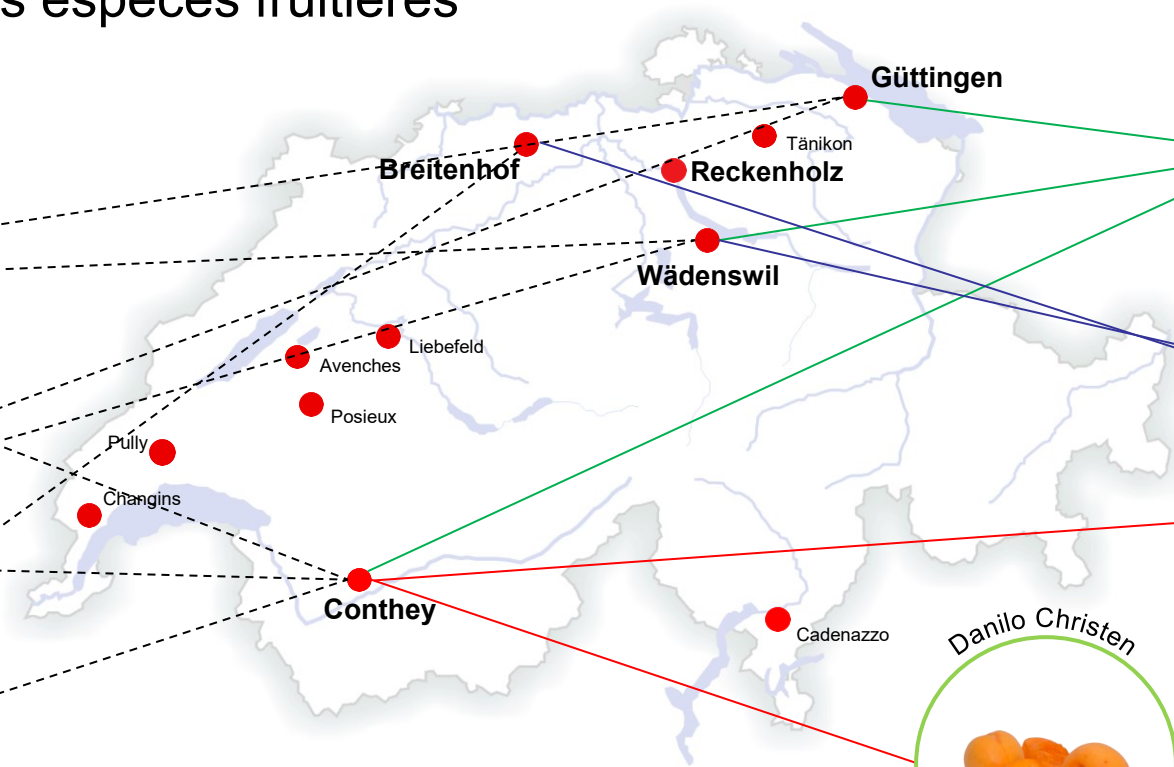 s espèces fruitières
Güttingen
Tänikon
Breitenhof
Reckenholz
Wädenswil
Liebefeld
Avenches
Posieux
Pully
Changins
Conthey
Cadenazzo
Danilo Christen